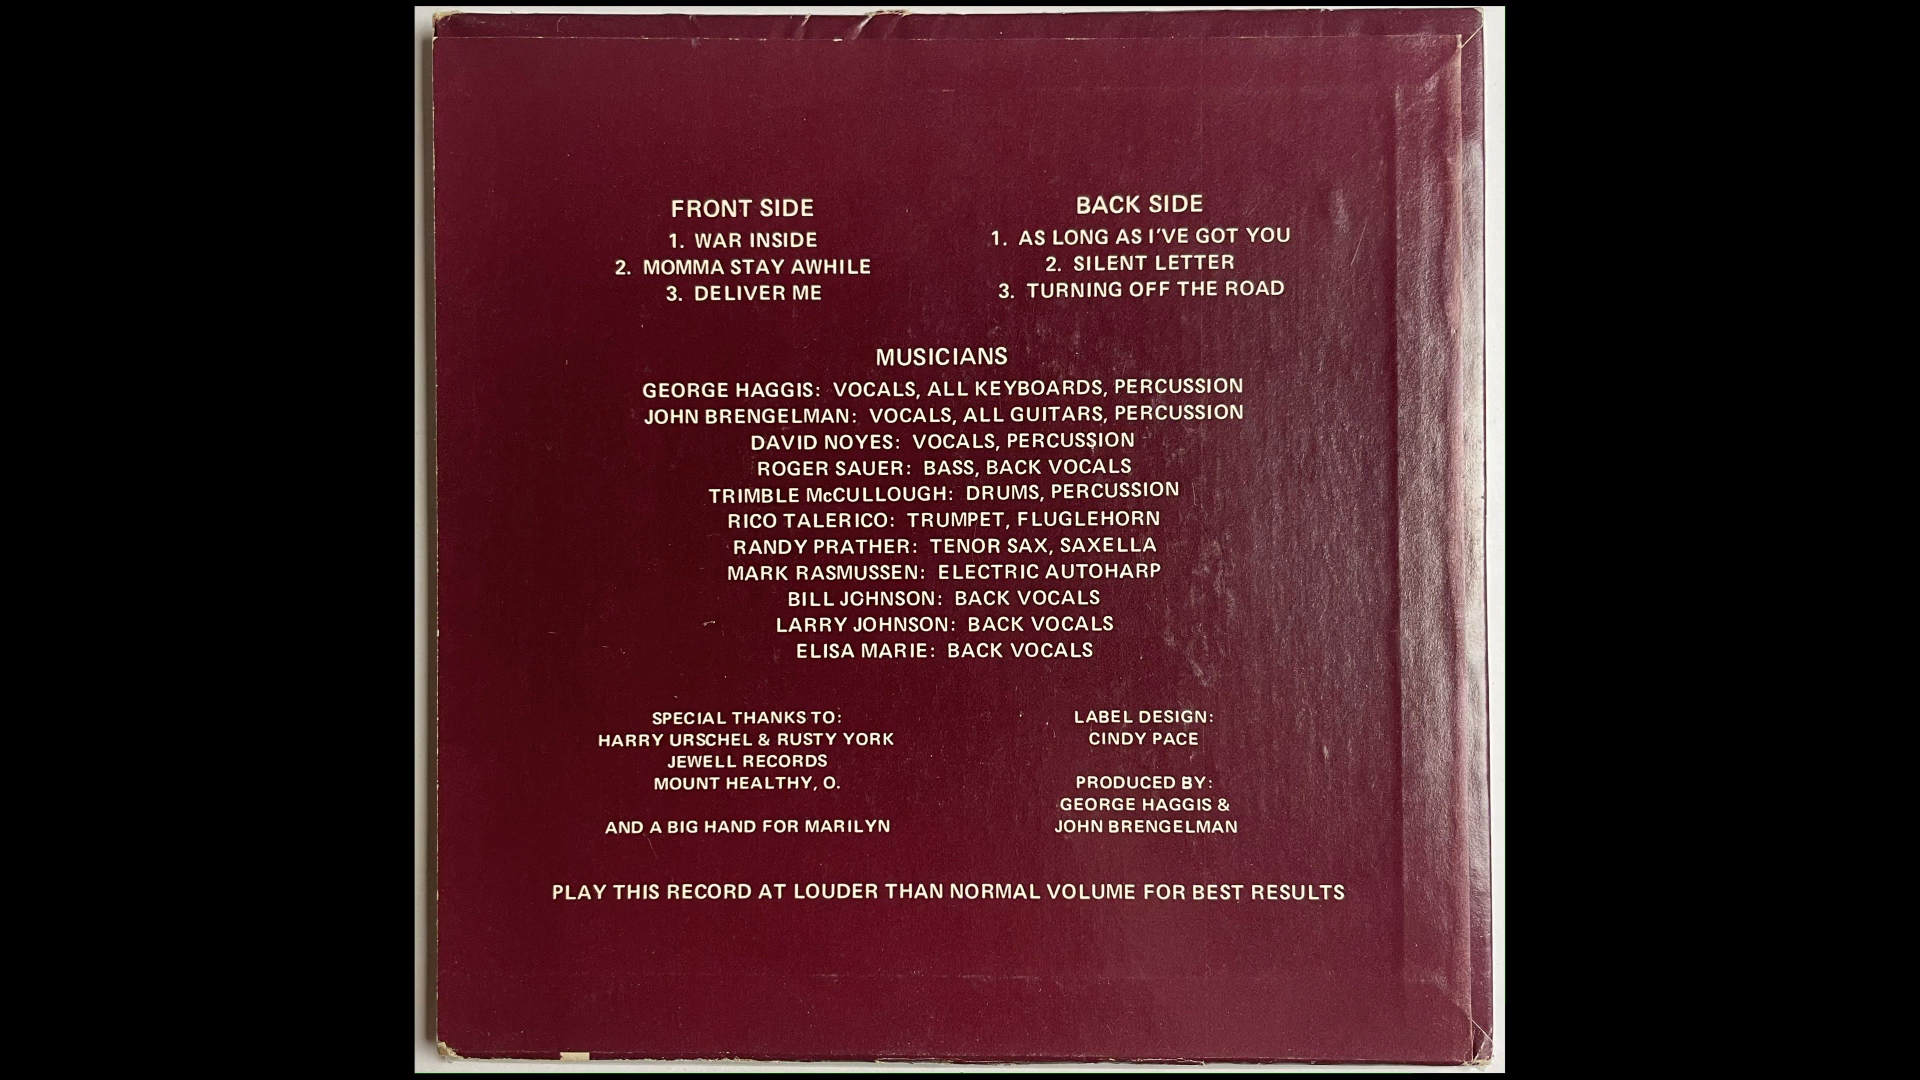 FRONT SIDE
1. WAR INSIDE
2. MOMMA STAY AWHILE
3. DELIVER ME
BACK SIDE
1. AS LONG AS I'VE GOT YOU
2. SILENT LETTER
3. TURNING OFF THE ROAD
MUSICIANS
GEORGE HAGGIS: VOCALS, ALL KEYBOARDS, PERCUSSION
JOHN BRENGELMAN: VOCALS, ALL GUITARS, PERCUSSION
DAVID NOYES: VOCALS, PERCUSSION
ROGER SAUER: BASS, BACK VOCALS
TRIMBLE McCULLOUGH: DRUMS, PERCUSSION
RICO TALERICO: TRUMPET, FLUGLEHORN
RANDY PRATHER: TENOR SAX, SAXELLA
MARK RASMUSSEN: ELECTRIC AUTOHARP
BILL JOHNSON: BACK VOCALS
LARRY JOHNSON: BACK VOCALS
ELISA MARIE: BACK VOCALS
SPECIAL THANKS TO:
HARRY URSCHEL & RUSTY YORK
JEWELL RECORDS
MOUNT HEALTHY, O.
AND A BIG HAND FOR MARILYN
LABEL DESIGN:
CINDY PACE
PRODUCED BY:
GEORGE HAGGIS &
JOHN BRENGELMAN
PLAY THIS RECORD AT LOUDER THAN NORMAL VOLUME FOR BEST RESULTS